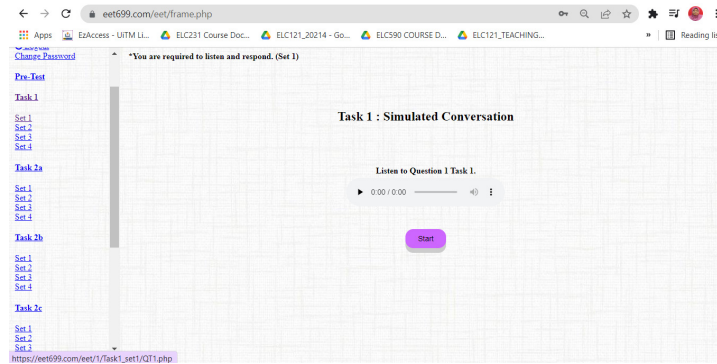 eet699.com/eet/frame.php
Apps EzAccess - UiTM Li... ELC231 Course Doc... ELC121_20214 - Go... ELC590 COURSE D... ELC121_TEACHING... » Reading lis
Change Password
*You are required to listen and respond. (Set 1)
Pre-Test
Task 1
Set 1
Set 2
Set 3
Set 4
Task 2a
Set 1
Set 2
Set 3
Set 4
Task 2b
Set 1
Set 2
Set 3
Set 4
Task 2c
Set 1
Set 2
Set 3
Task 1 : Simulated Conversation
Listen to Question 1 Task 1.
0:00 / 0:00
Start
https://eet699.com/eet/1/Task1_set1/QT1.php